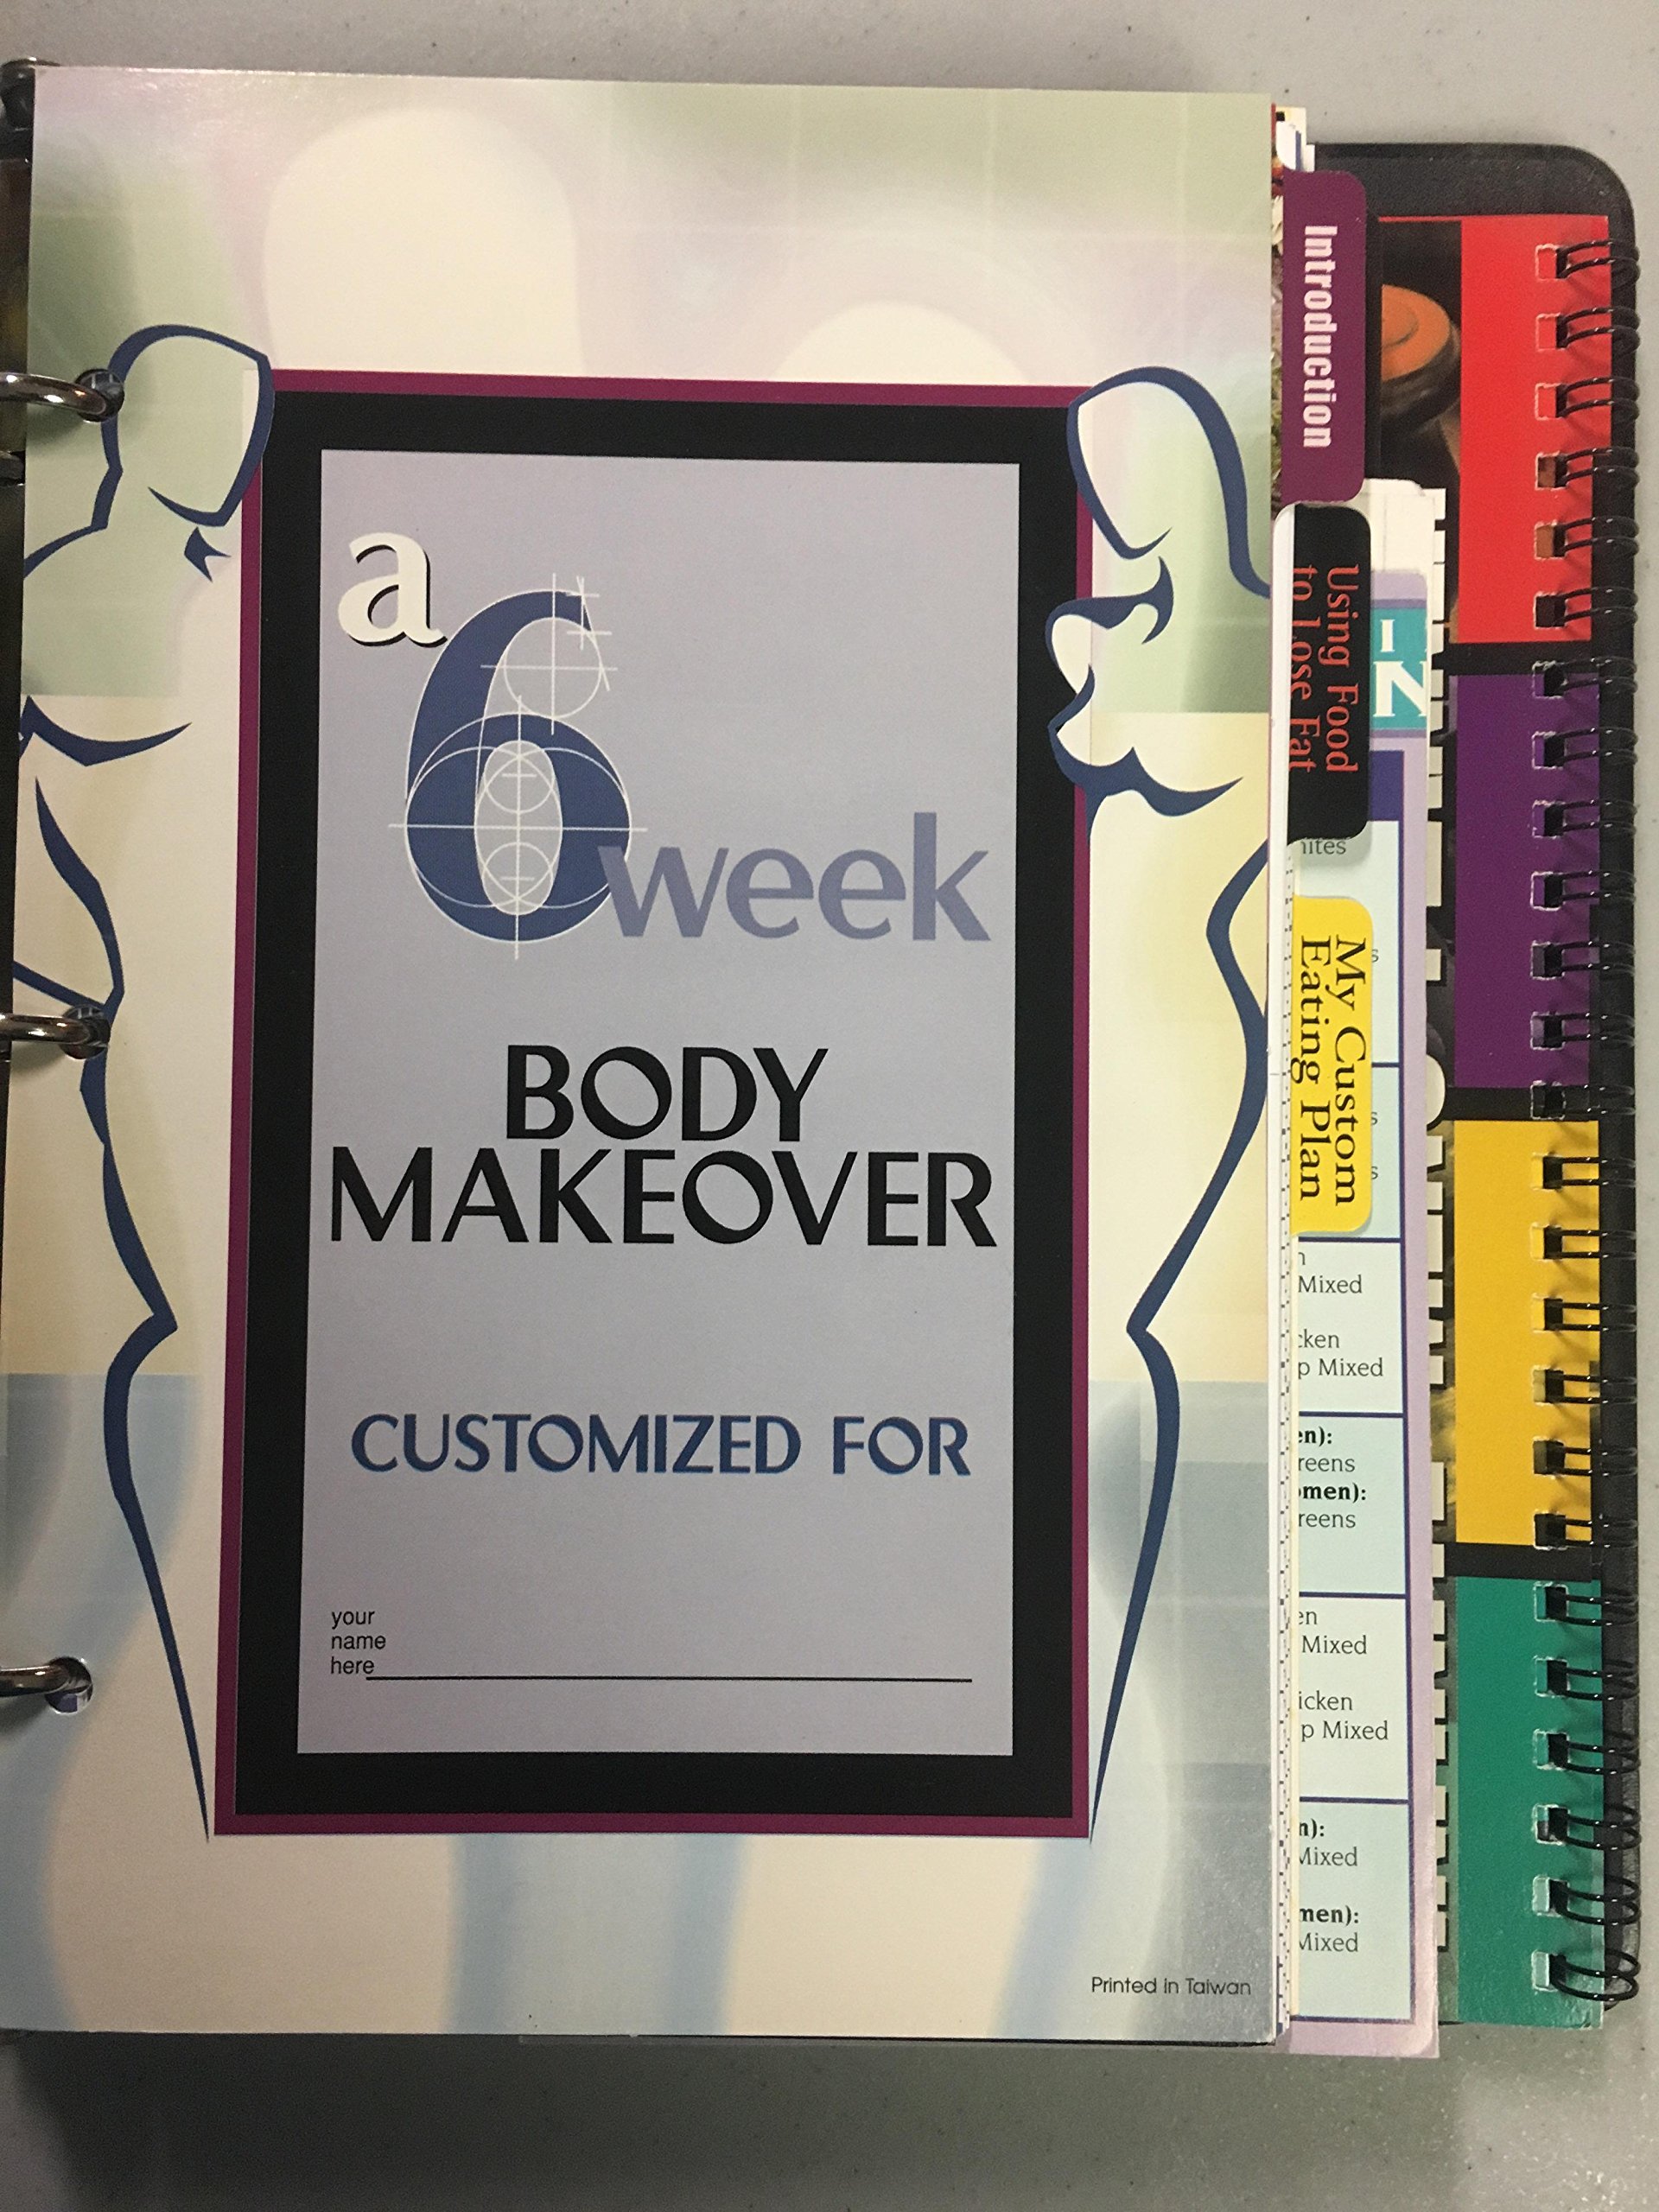 a
6 week
BODY
MAKEOVER
CUSTOMIZED FOR
your
name
here
Printed in Taiwan
Introduction
Using Food
to Lose Fat
My Custom
Eating Plan
Mixed
p Mixed
reens
reens
Mixed
p Mixed
Mixed
Mixed